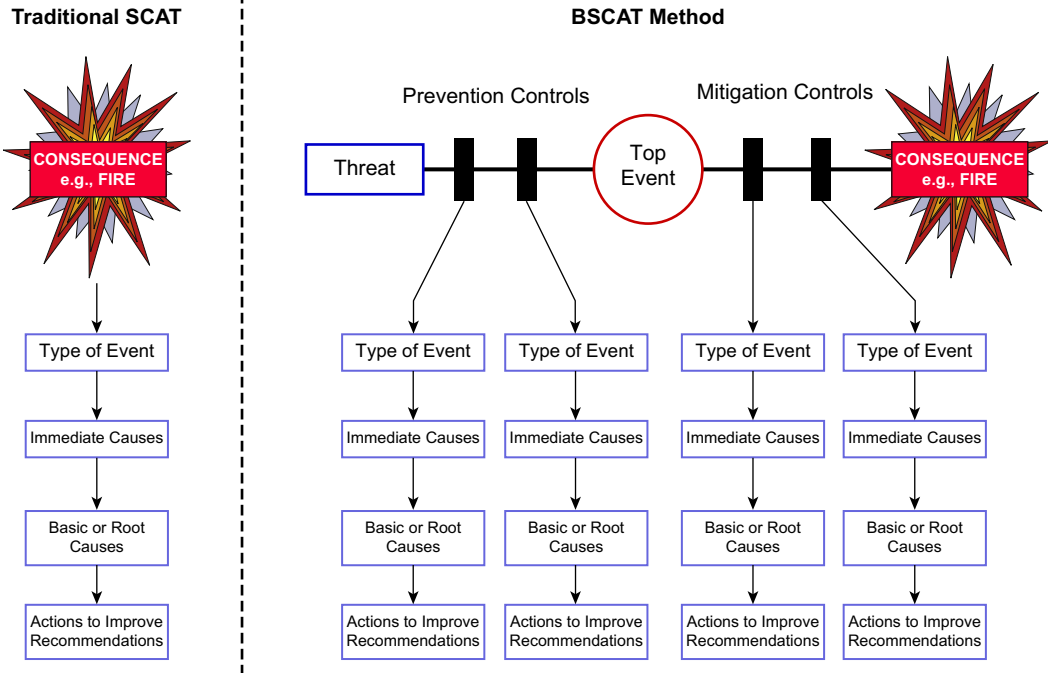 Traditional SCAT
BSCAT Method
CONSEQUENCE
e.g., FIRE
Prevention Controls
Mitigation Controls
Threat
Top
Event
CONSEQUENCE
e.g., FIRE
Type of Event
Type of Event
Type of Event
Type of Event
Type of Event
Immediate Causes
Immediate Causes
Immediate Causes
Immediate Causes
Immediate Causes
Basic or Root
Causes
Basic or Root
Causes
Basic or Root
Causes
Basic or Root
Causes
Basic or Root
Causes
Actions to Improve
Recommendations
Actions to Improve
Recommendations
Actions to Improve
Recommendations
Actions to Improve
Recommendations
Actions to Improve
Recommendations